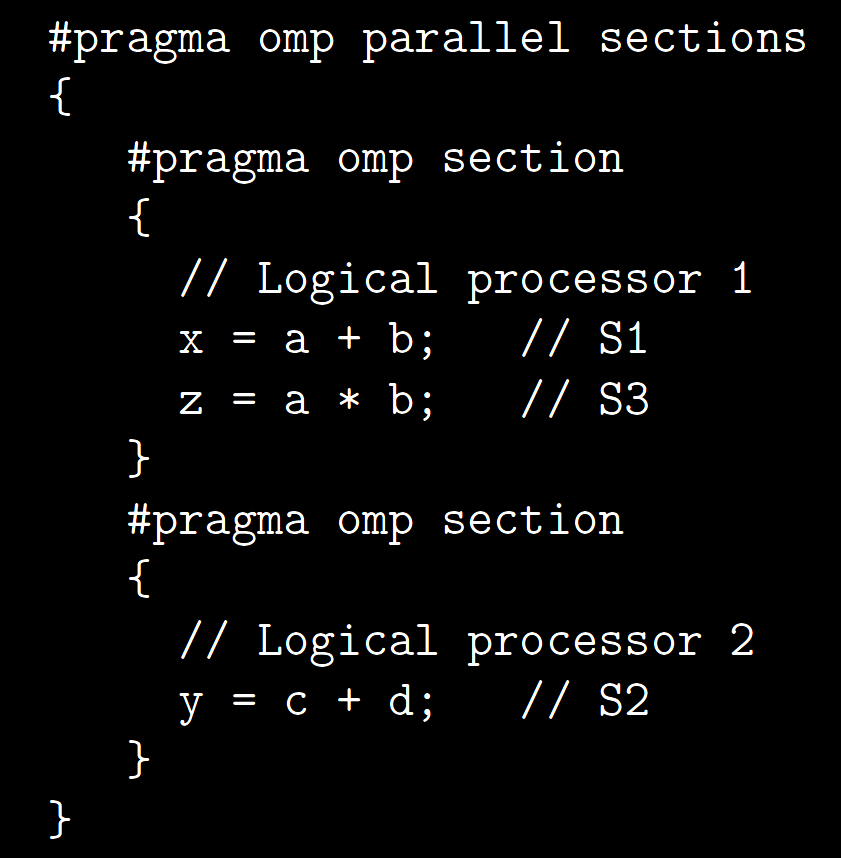 #pragma omp parallel sections
{
#pragma omp section
{
// Logical processor 1
x = a + b; // S1
z = a * b; // S3
}
#pragma omp section
{
// Logical processor 2
y = c + d; // S2
}
}